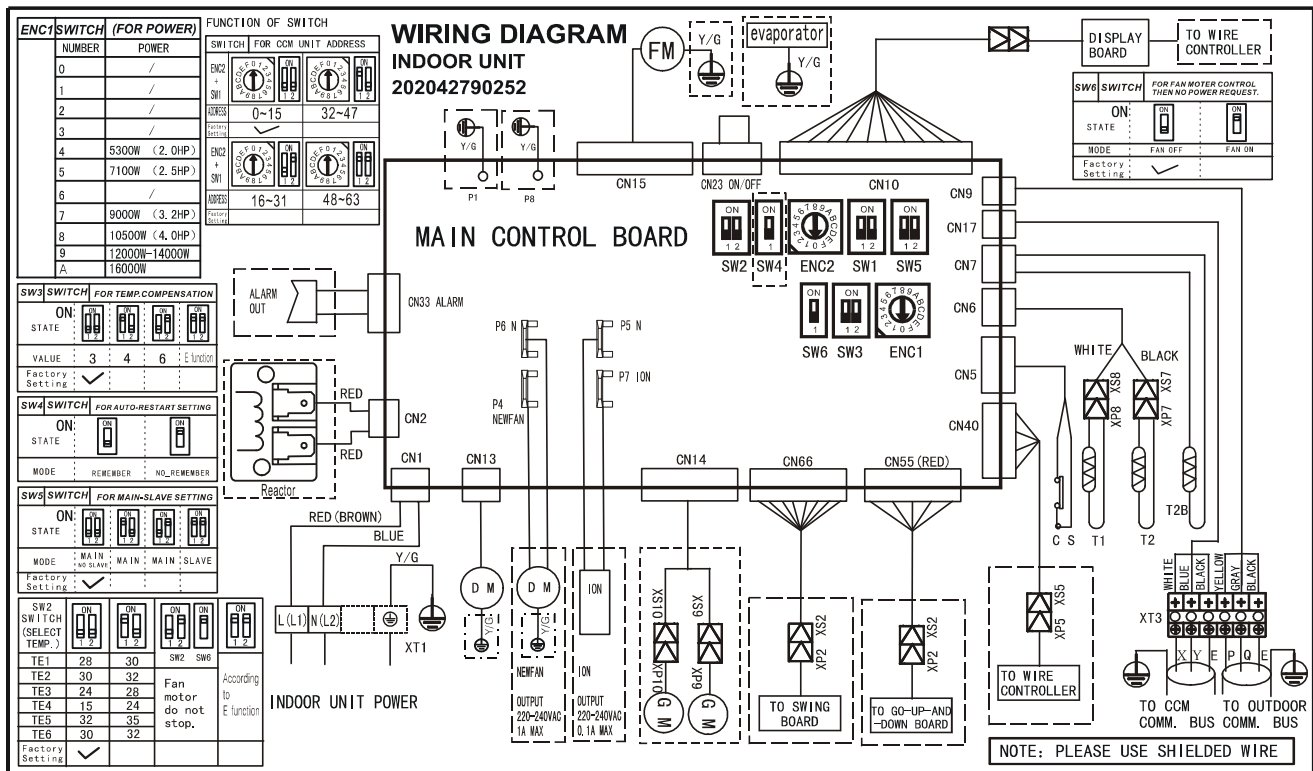 WIRING DIAGRAM
INDOOR UNIT
202042790252
ENC1 SWITCH (FOR POWER)
NUMBER POWER
0 /
1 /
2 /
3 /
4 5300W (2.0HP)
5 7100W (2.5HP)
6 /
7 9000W (3.2HP)
8 10500W (4.0HP)
9 12000W-14000W
A 16000W
FUNCTION OF SWITCH
SWITCH FOR CCM UNIT ADDRESS
ENC2 + SW1
ADDRESS 0~15 32~47
Factory Setting
ENC2 + SW1
ADDRESS 16~31 48~63
Factory Setting
SW3 SWITCH FOR TEMP.COMPENSATION
ON
STATE
VALUE 3 4 6 E function
Factory
Setting
SW4 SWITCH FOR AUTO-RESTART SETTING
ON
STATE
MODE REMEMBER NO_REMEMBER
SW5 SWITCH FOR MAIN-SLAVE SETTING
ON
STATE
MODE MAIN NO SLAVE MAIN MAIN SLAVE
Factory
Setting
SW2
SWITCH
(SELECT
TEMP.)
SW2 SW6
TE1 28 30
TE2 30 32
TE3 24 28
TE4 15 24
TE5 32 35
TE6 30 32
Fan
motor
do not
stop.
According
to
E function
Factory
Setting
FM
Y/G
evaporator
Y/G
DISPLAY
BOARD
TO WIRE
CONTROLLER
SW6 SWITCH FOR FAN MOTER CONTROL
THEN NO POWER REQUEST.
ON
STATE
MODE FAN OFF FAN ON
Factory
Setting
Y/G
P1
Y/G
P8
CN15
CN23 ON/OFF
CN10
CN9
CN17
CN7
CN6
CN5
CN40
MAIN CONTROL BOARD
SW2 SW4 ENC2 SW1 SW5
SW6 SW3 ENC1
ALARM
OUT
CN33 ALARM
P6 N
P5 N
P4
NEWFAN
P7 ION
RED
RED
CN2
Reactor
CN1
CN13
CN14
CN66
CN55(RED)
RED(BROWN)
BLUE
Y/G
L(L1) N(L2)
XT1
INDOOR UNIT POWER
D M
Y/G
D M
Y/G
NEWFAN
OUTPUT
220-240VAC
1A MAX
ION
ION
OUTPUT
220-240VAC
0.1A MAX
XS10
XP10
XS9
XP9
G M
G M
XS2
XP2
TO SWING
BOARD
XS2
XP2
TO GO-UP-AND
-DOWN BOARD
WHITE
BLACK
XS8
XP8
XS7
XP7
C S T1 T2 T2B
XS5
XP5
TO WIRE
CONTROLLER
WHITE
BLUE
BLACK
YELLOW
GRAY
BLACK
XT3
X Y E P Q E
TO CCM
COMM. BUS
TO OUTDOOR
COMM. BUS
NOTE: PLEASE USE SHIELDED WIRE